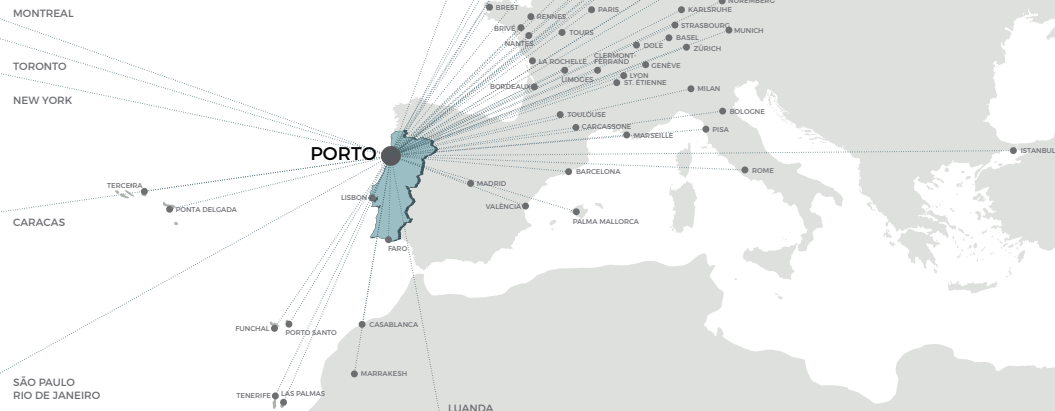 NUREMBERG
MONTREAL
BREST
PARIS
KARLSRUHE
RENNES
STRASBOURG
BRIVE
TOURS
MUNICH
NANTES
BASEL
DOLE
ZÜRICH
CLERMONT-
FERRAND
LA ROCHELLE
GENÈVE
TORONTO
LYON
LIMOGES
ST. ÉTIENNE
BORDEAUX
MILAN
NEW YORK
BOLOGNE
TOULOUSE
CARCASSONE
PISA
MARSEILLE
PORTO
ISTANBUL
ROME
BARCELONA
TERCEIRA
MADRID
LISBON
VALÊNCIA
PONTA DELGADA
CARACAS
PALMA MALLORCA
FARO
FUNCHAL
PORTO SANTO
CASABLANCA
MARRAKESH
SÃO PAULO
RIO DE JANEIRO
TENERIFE
LAS PALMAS
LUANDA